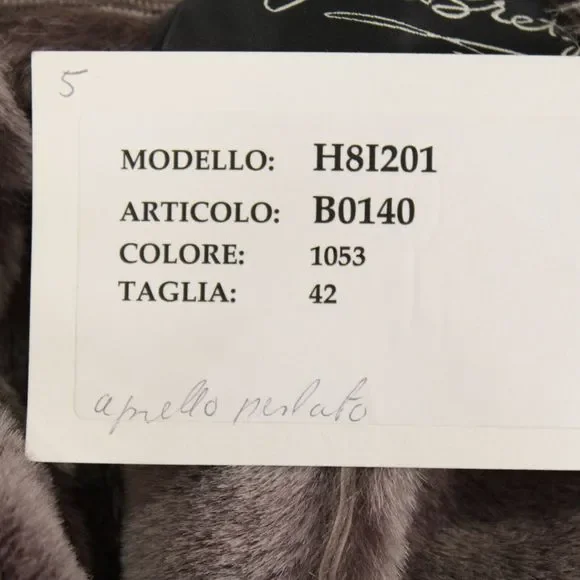 5
MODELLO: H8I201
ARTICOLO: B0140
COLORE: 1053
TAGLIA: 42